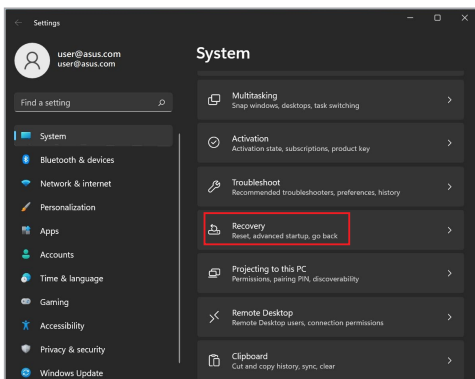 Settings
user@asus.com
user@asus.com
Find a setting
System
Bluetooth & devices
Network & internet
Personalization
Apps
Accounts
Time & language
Gaming
Accessibility
Privacy & security
Windows Update
System
Multitasking
Snap windows, desktops, task switching
Activation
Activation state, subscriptions, product key
Troubleshoot
Recommended troubleshooters, preferences, history
Recovery
Reset, advanced startup, go back
Projecting to this PC
Permissions, pairing PIN, discoverability
Remote Desktop
Remote Desktop users, connection permissions
Clipboard
Cut and copy history, sync, clear